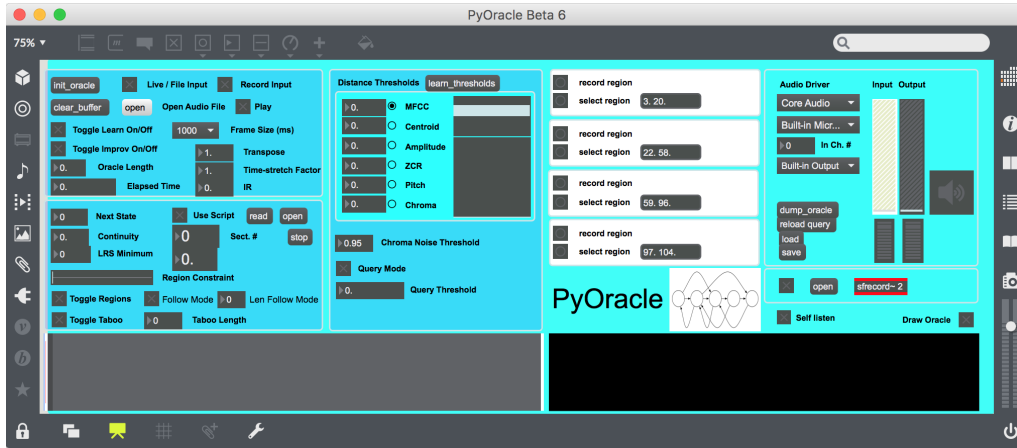 PyOracle Beta 6
75%
init_oracle
Live / File Input
Record Input
clear_buffer
open
Open Audio File
Play
Toggle Learn On/Off
1000
Frame Size (ms)
Toggle Improv On/Off
1.
Transpose
0.
Oracle Length
1.
Time-stretch Factor
0.
Elapsed Time
0.
IR
0
Next State
Use Script
read
open
0.
Continuity
0
Sect. #
stop
0
LRS Minimum
0.
Region Constraint
Toggle Regions
Follow Mode
0
Len Follow Mode
Toggle Taboo
0
Taboo Length
Distance Thresholds
learn_thresholds
0.
MFCC
0.
Centroid
0.
Amplitude
0.
ZCR
0.
Pitch
0.
Chroma
0.95
Chroma Noise Threshold
Query Mode
0.
Query Threshold
record region
select region
3. 20.
record region
select region
22. 58.
record region
select region
59. 96.
record region
select region
97. 104.
PyOracle
Audio Driver
Input
Output
Core Audio
Built-in Micr...
0
In Ch. #
Built-in Output
dump_oracle
reload query
load
save
open
sfrecord~ 2
Self listen
Draw Oracle